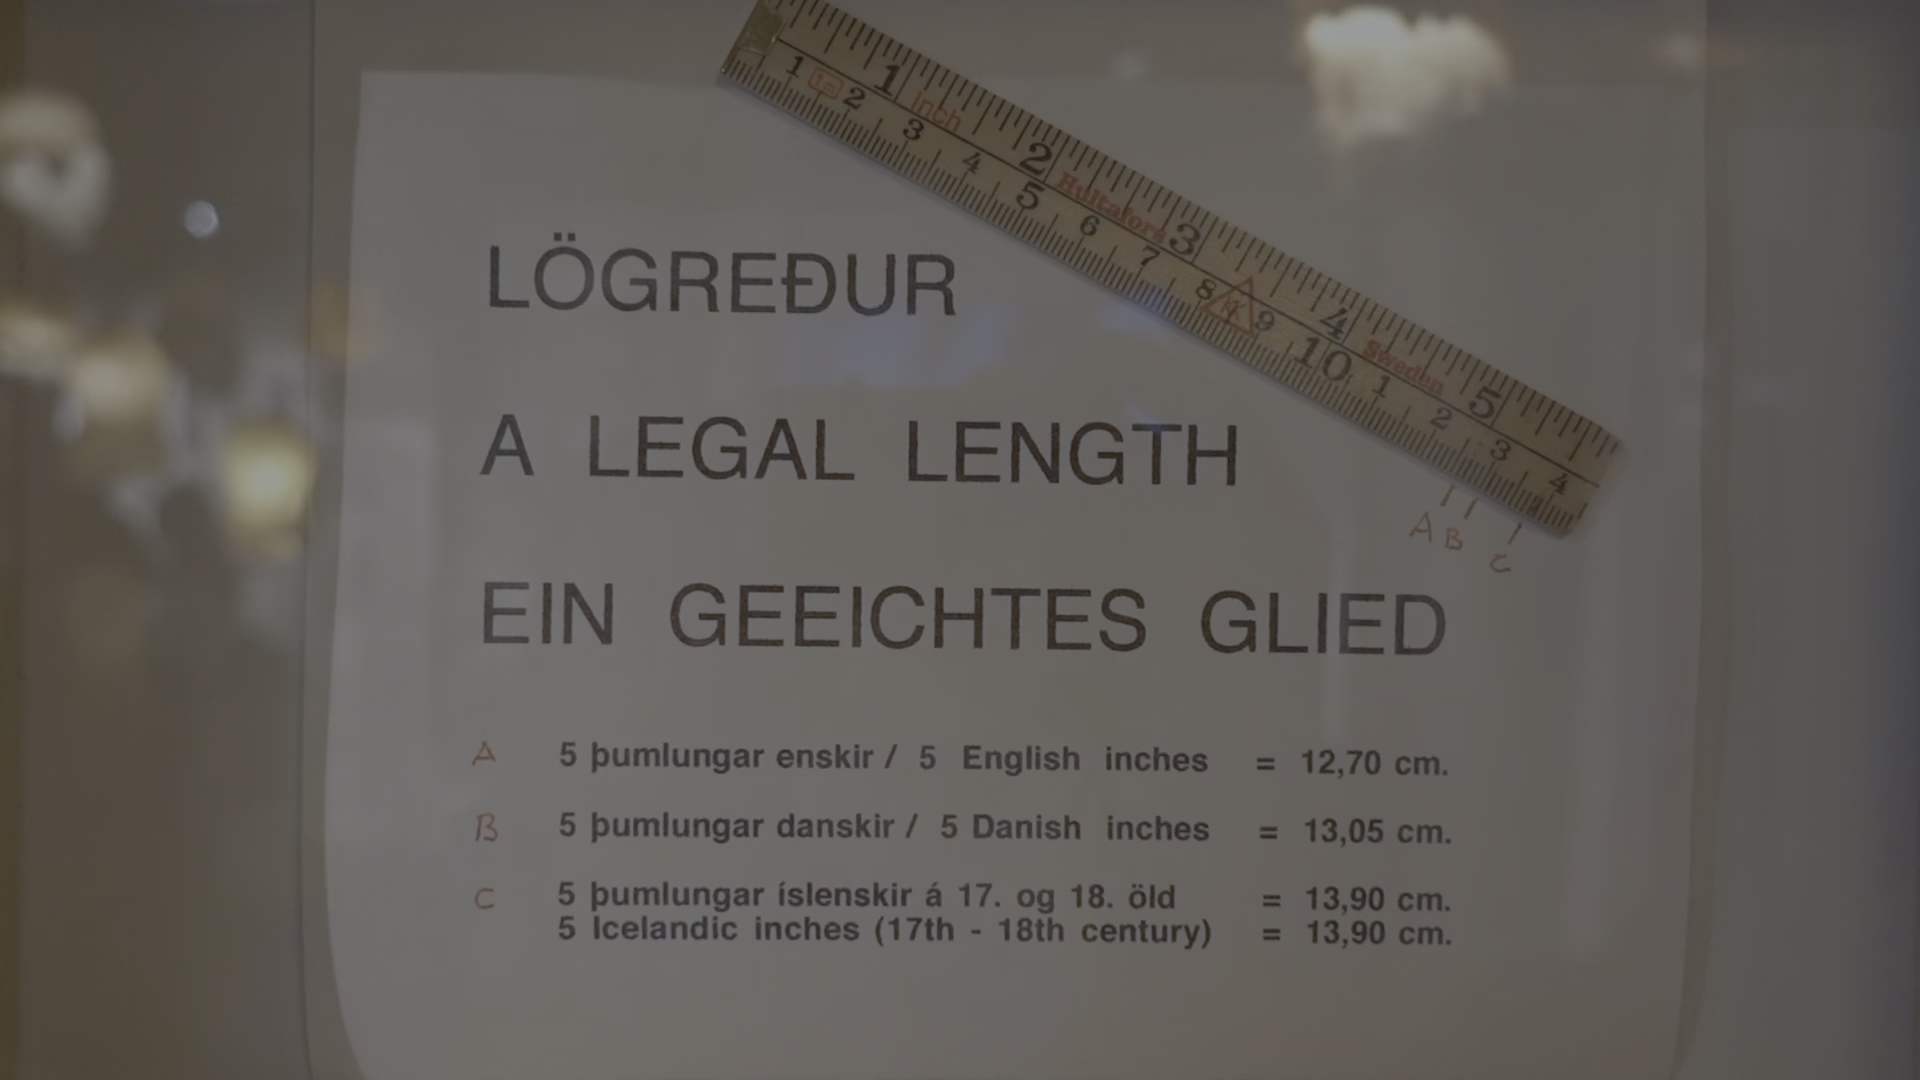 1 inch 2 Hultafors 3 4 Sweden 5
1 1m 2 3 4 5 6 7 8 9 10 1 2 3 4
A B C
LÖGREÐUR
A LEGAL LENGTH
EIN GEEICHTES GLIED
A 5 þumlungar enskir / 5 English inches = 12,70 cm.
B 5 þumlungar danskir / 5 Danish inches = 13,05 cm.
C 5 þumlungar íslenskir á 17. og 18. öld = 13,90 cm.
5 Icelandic inches (17th - 18th century) = 13,90 cm.